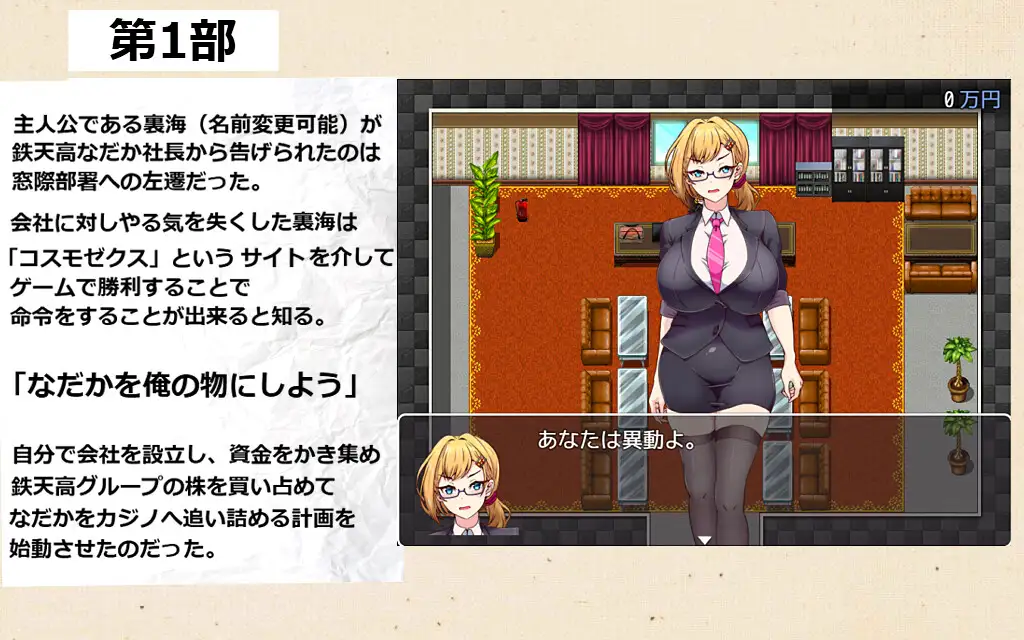 第1部
主人公である裏海（名前変更可能）が
鉄天高なだか社長から告げられたのは
窓際部署への左遷だった。
会社に対しやる気を失くした裏海は
「コスモゼクス」という サイトを介して
ゲームで勝利することで
命令をすることが出来ると知る。
「なだかを俺の物にしよう」
自分で会社を設立し、資金をかき集め
鉄天高グループの株を買い占めて
なだかをカジノへ追い詰める計画を
始動させたのだった。
0 万円
あなたは異動よ。